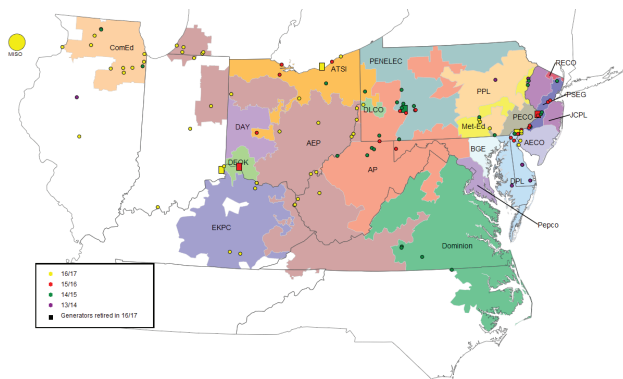 MISO
ComEd
ATSI
PENELEC
RECO
PPL
PSEG
DLCO
PECO
JCPL
DAY
Met-Ed
AECO
AEP
BGE
DEOK
AP
DPL
EKPC
Dominion
Pepco
16/17
15/16
14/15
13/14
Generators retired in 16/17